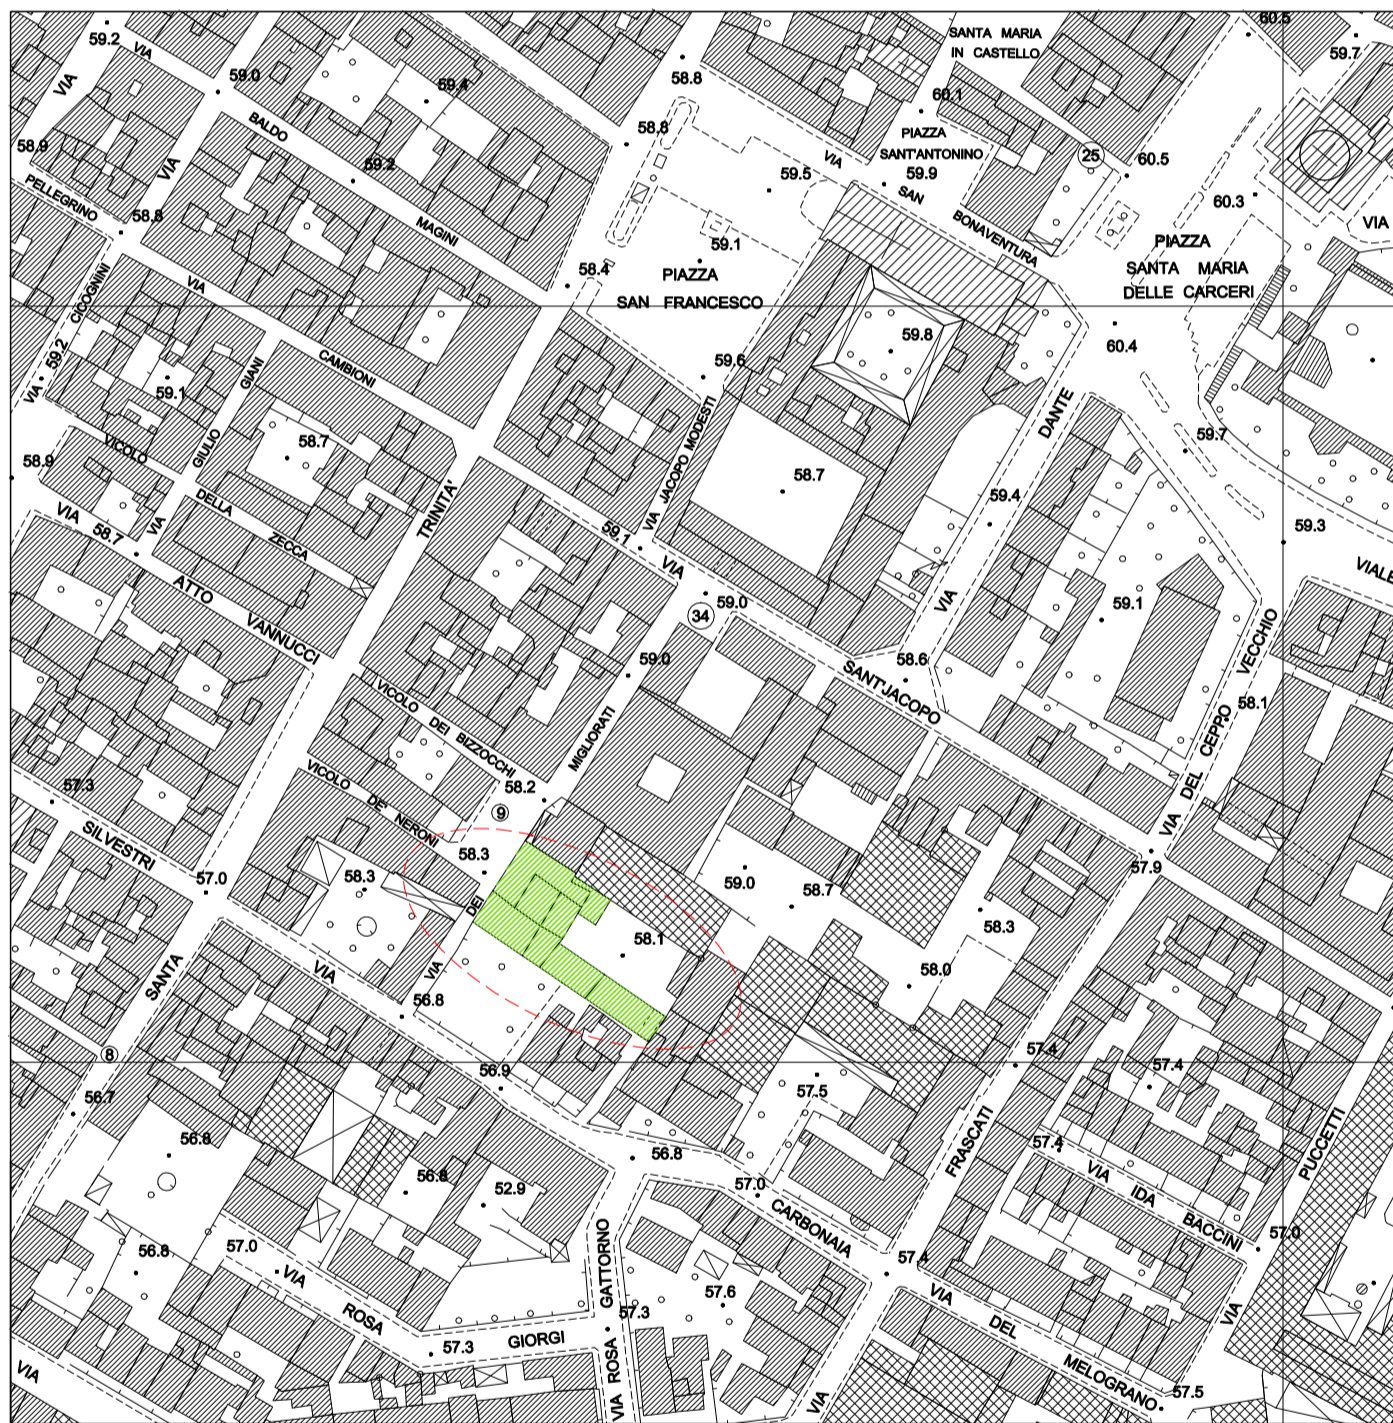 59.2
VIA
VIA
59.0
59.4
58.8
SANTA MARIA
IN CASTELLO
60.5
59.7
58.9
VIA
BALDO
58.8
60.1
PIAZZA
SANT'ANTONINO
25
60.5
59.2
VIA
59.5
59.9
SAN
BONAVENTURA
60.3
PELLEGRINO
58.8
MAGINI
59.1
VIA
PIAZZA
SANTA MARIA
DELLE CARCERI
58.4
PIAZZA
SAN FRANCESCO
VIA
CICOGNINI
59.2
VIA
59.8
60.4
GIANI
CAMBIONI
59.6
59.1
DANTE
VICOLO
GIULIO
58.7
VIA JACOPO MODESTI
58.7
59.7
58.9
DELLA
ZECCA
TRINITA'
59.4
59.3
VIA
58.7
VIA
59.1
VIA
VIALE
ATTO
VANNUCCI
59.0
34
VIA
59.1
59.0
58.6
VECCHIO
SANT'JACOPO
58.1
VICOLO DEI BIZZOCCHI
MIGLIORATI
DEL CEPPO
57.3
VICOLO DE' NERONI
58.2
9
VIA
SILVESTRI
58.3
57.9
57.0
58.3
59.0
58.7
DEI
58.3
58.1
VIA
58.0
SANTA
VIA
56.8
8
57.4
56.9
57.5
57.4
56.7
FRASCATI
57.4
PUCCETTI
56.8
56.8
VIA IDA BACCINI
56.8
52.9
57.0
CARBONAIA
57.0
57.0
56.8
VIA
ROSA
GATTORNO
57.4
57.6
VIA
57.3
VIA
57.3
GIORGI
DEL
MELOGRANO
57.5
VIA
VIA ROSA
VIA